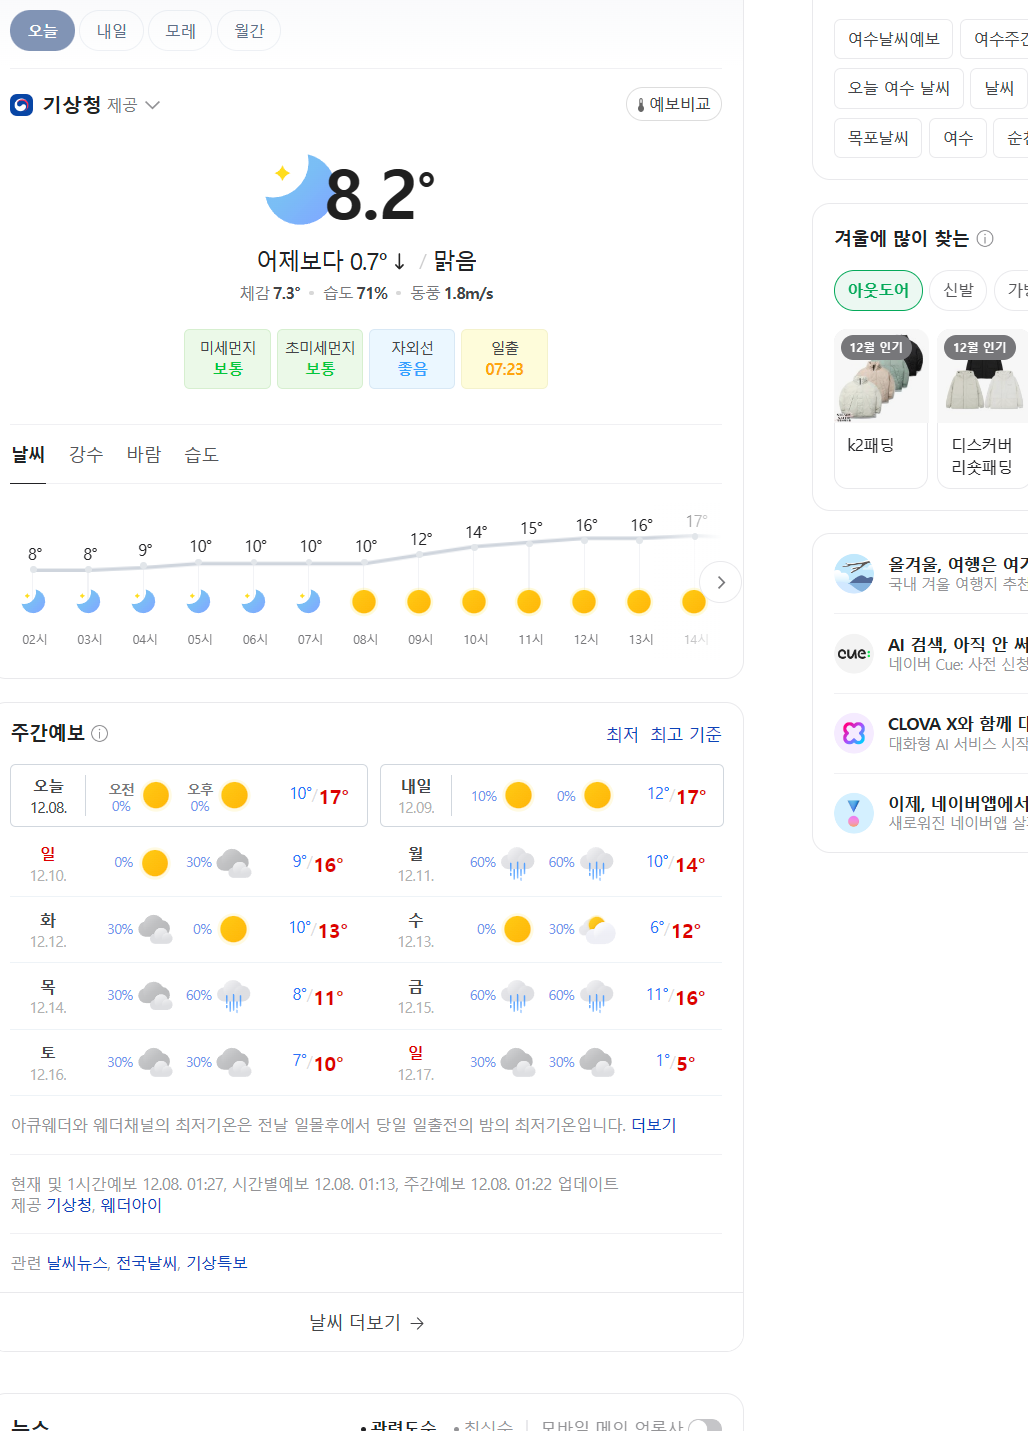 오늘 내일 모레 월간
기상청 제공
예보비교
8.2°
어제보다 0.7° ↓ / 맑음
체감 7.3° • 습도 71% • 동풍 1.8m/s
미세먼지 초미세먼지 자외선 일출
보통 보통 좋음 07:23
날씨 강수 바람 습도
8° 8° 9° 10° 10° 10° 10° 12° 14° 15° 16° 16° 17°
02시 03시 04시 05시 06시 07시 08시 09시 10시 11시 12시 13시 14시
주간예보
최저 최고 기준
오늘 12.08. 오전 0% 오후 0% 10°/17°
내일 12.09. 10% 0% 12°/17°
일 12.10. 0% 30% 9°/16°
월 12.11. 60% 60% 10°/14°
화 12.12. 30% 0% 10°/13°
수 12.13. 0% 30% 6°/12°
목 12.14. 30% 60% 8°/11°
금 12.15. 60% 60% 11°/16°
토 12.16. 30% 30% 7°/10°
일 12.17. 30% 30% 1°/5°
아큐웨더와 웨더채널의 최저기온은 전날 일몰후에서 당일 일출전의 밤의 최저기온입니다. 더보기
현재 및 1시간예보 12.08. 01:27, 시간별예보 12.08. 01:13, 주간예보 12.08. 01:22 업데이트
제공 기상청, 웨더아이
관련 날씨뉴스, 전국날씨, 기상특보
날씨 더보기 →
뉴스
• 관련도순 • 최신순 모바일 메인 언론사
여수날씨예보 여수주간
오늘 여수 날씨 날씨
목포날씨 여수 순천
겨울에 많이 찾는
아웃도어 신발
12월 인기 12월 인기
k2패딩
디스커버
리숏패딩
올겨울, 여행은 여기
국내 겨울 여행지 추천
cue:
AI 검색, 아직 안 써
네이버 Cue: 사전 신청
CLOVA X와 함께
대화형 AI 서비스 시작
이제, 네이버앱에서
새로워진 네이버앱